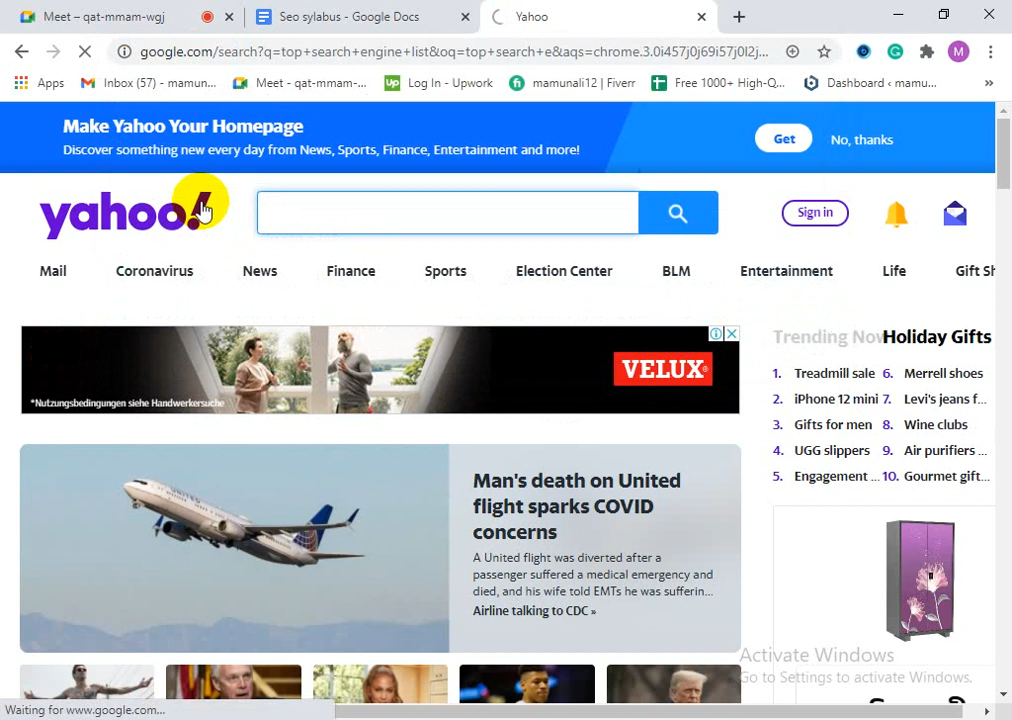 Meet – qat-mmam-wgj
Seo sylabus - Google Docs
Yahoo
google.com/search?q=top+search+engine+list&oq=top+search+e&aqs=chrome.3.0i457j0j69i57j0l2j...
M
Apps
Inbox (57) - mamun...
Meet - qat-mmam-...
up
Log In - Upwork
fi
mamunali12 | Fiverr
Free 1000+ High-Q...
Dashboard ‹ mamu...
»
Make Yahoo Your Homepage
Discover something new every day from News, Sports, Finance, Entertainment and more!
Get
No, thanks
yahoo!
Sign in
Mail
Coronavirus
News
Finance
Sports
Election Center
BLM
Entertainment
Life
Gift Sh
VELUX®
*Nutzungsbedingungen siehe Handwerkersuche
Trending Now
Holiday Gifts
1. Treadmill sale
6. Merrell shoes
2. iPhone 12 mini
7. Levi's jeans f...
3. Gifts for men
8. Wine clubs
4. UGG slippers
9. Air purifiers ...
5. Engagement ...
10. Gourmet gift...
UNITED
Man's death on United
flight sparks COVID
concerns
A United flight was diverted after a
passenger suffered a medical emergency and
died, and his wife told EMTs he was sufferin...
Airline talking to CDC »
Activate Windows
Go to Settings to activate Windows.
Waiting for www.google.com...